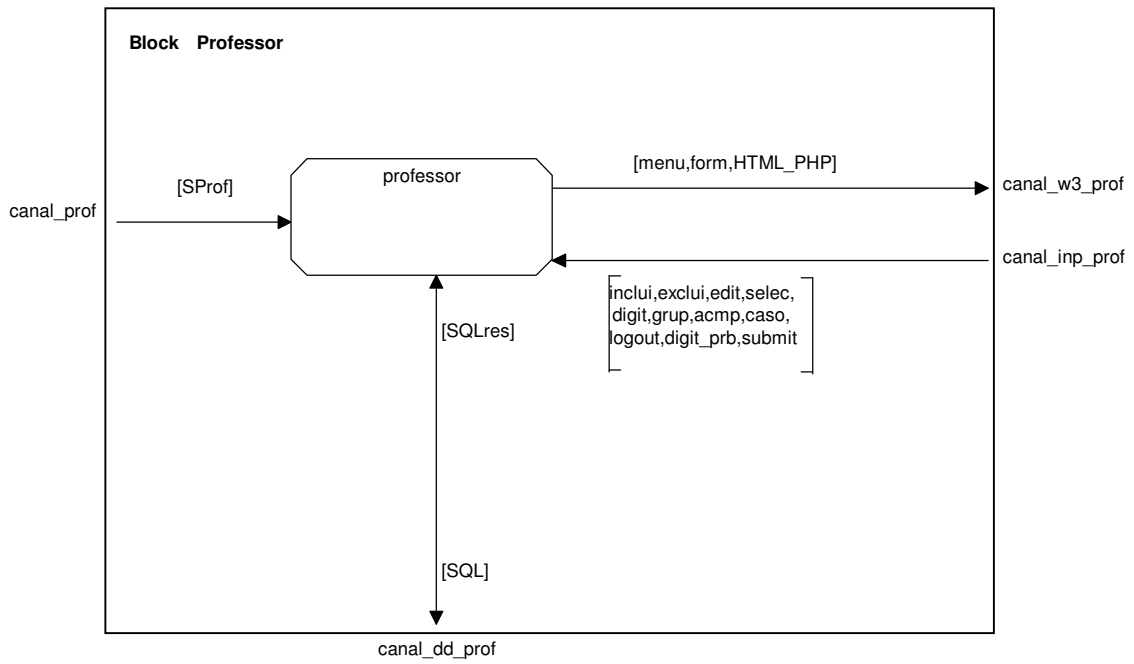 Block Professor
[menu,form,HTML_PHP]
professor
[SProf]
canal_w3_prof
canal_prof
canal_inp_prof
inclui,exclui,edit,selec,
digit,grup,acmp,caso,
logout,digit_prb,submit
[SQLres]
[SQL]
canal_dd_prof